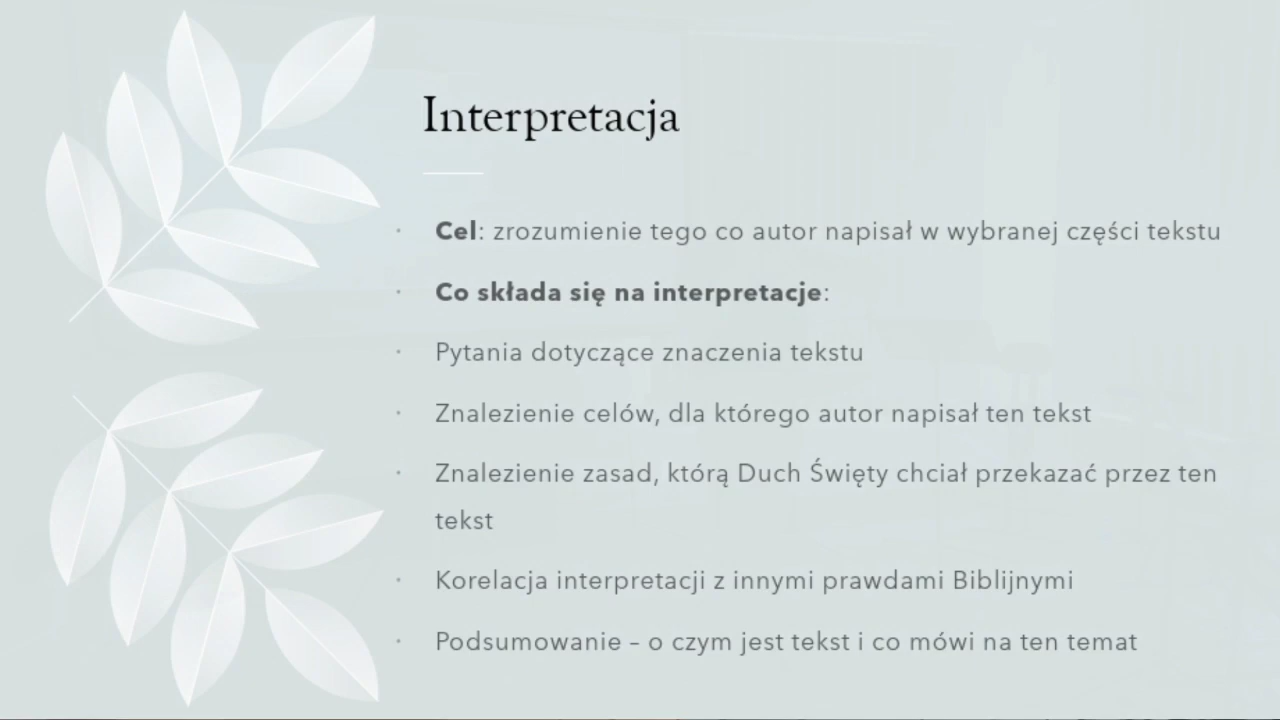 Interpretacja
· Cel: zrozumienie tego co autor napisał w wybranej części tekstu
· Co składa się na interpretacje:
· Pytania dotyczące znaczenia tekstu
· Znalezienie celów, dla którego autor napisał ten tekst
· Znalezienie zasad, którą Duch Święty chciał przekazać przez ten
tekst
· Korelacja interpretacji z innymi prawdami Biblijnymi
· Podsumowanie – o czym jest tekst i co mówi na ten temat